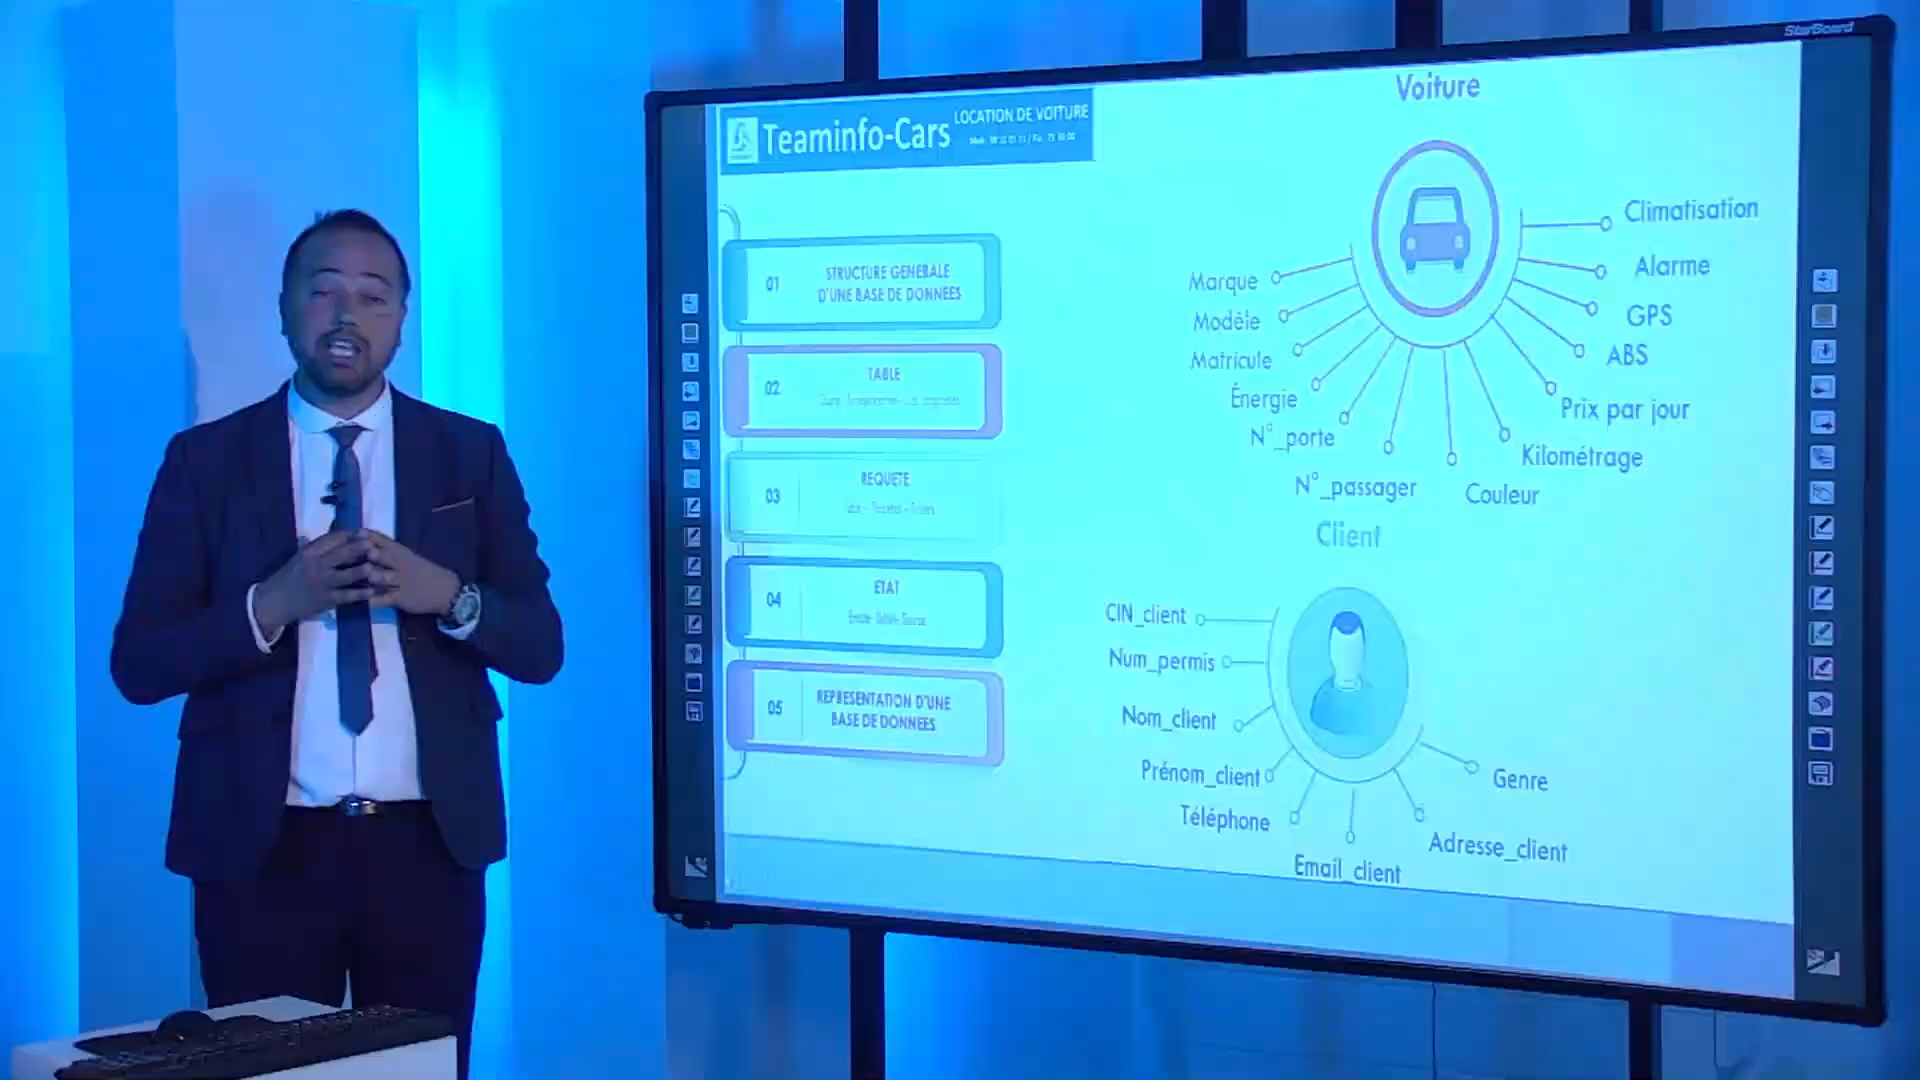 StarBoard
Teaminfo-Cars
LOCATION DE VOITURE
01
STRUCTURE GENERALE
D'UNE BASE DE DONNEES
02
TABLE
03
REQUETE
04
ETAT
05
REPRESENTATION D'UNE
BASE DE DONNEES
Voiture
Climatisation
Alarme
GPS
ABS
Prix par jour
Kilométrage
Couleur
N°_passager
N°_porte
Énergie
Matricule
Modèle
Marque
Client
CIN_client
Num_permis
Nom_client
Prénom_client
Téléphone
Email_client
Adresse_client
Genre